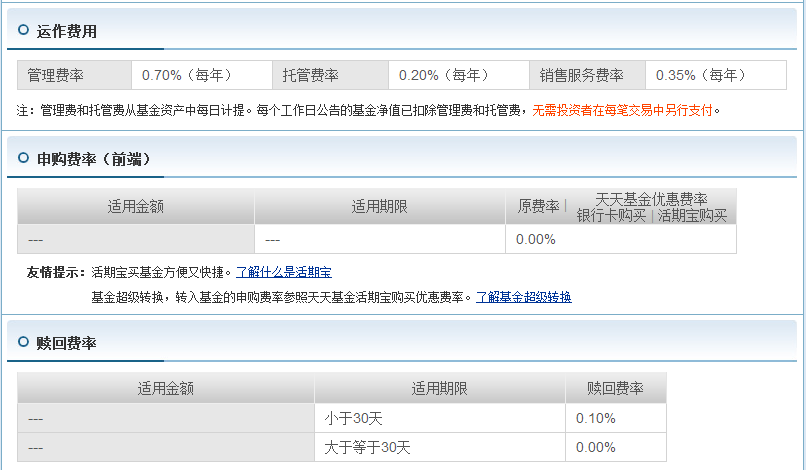 运作费用
管理费率 0.70%（每年） 托管费率 0.20%（每年） 销售服务费率 0.35%（每年）
注：管理费和托管费从基金资产中每日计提。每个工作日公告的基金净值已扣除管理费和托管费，无需投资者在每笔交易中另行支付。
申购费率（前端）
适用金额 适用期限 原费率| 天天基金优惠费率
银行卡购买 | 活期宝购买
--- --- 0.00%
友情提示：活期宝买基金方便又快捷。了解什么是活期宝
基金超级转换，转入基金的申购费率参照天天基金活期宝购买优惠费率。了解基金超级转换
赎回费率
适用金额 适用期限 赎回费率
--- 小于30天 0.10%
--- 大于等于30天 0.00%